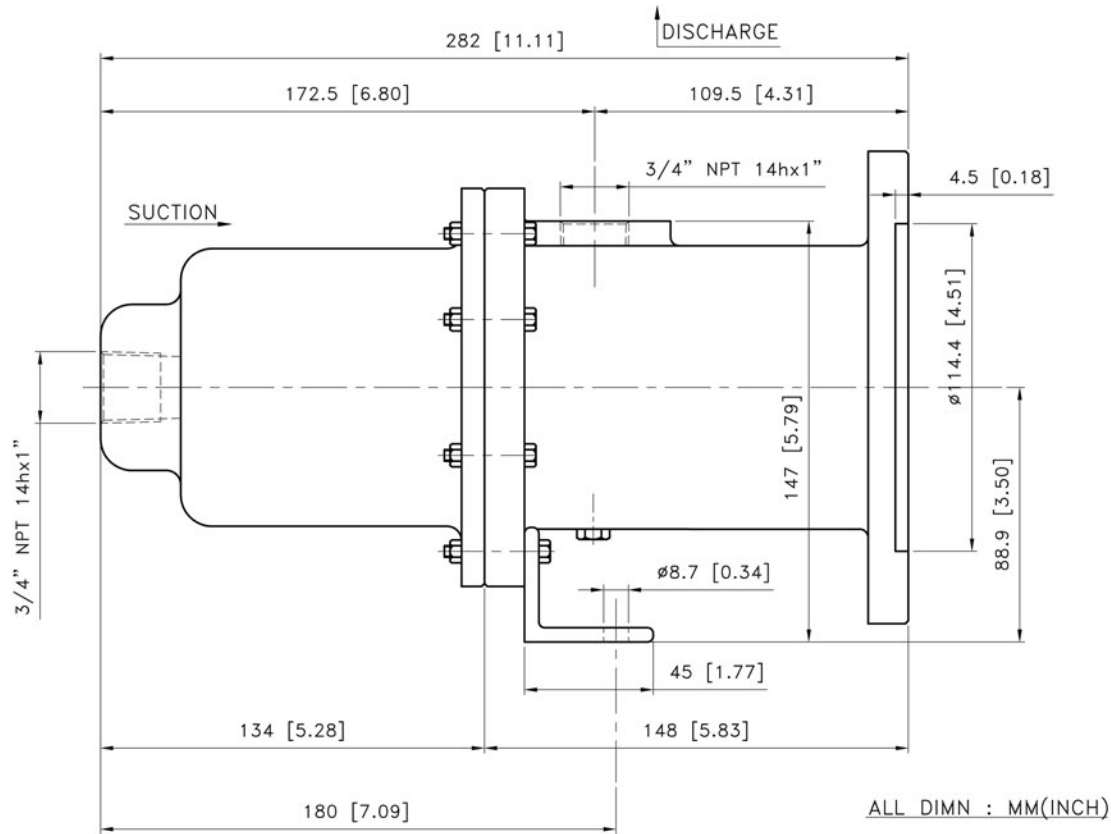 DISCHARGE
282 [11.11]
172.5 [6.80]
109.5 [4.31]
3/4” NPT 14hx1”
4.5 [0.18]
SUCTION
ø114.4 [4.51]
147 [5.79]
88.9 [3.50]
3/4” NPT 14hx1”
ø8.7 [0.34]
45 [1.77]
134 [5.28]
148 [5.83]
180 [7.09]
ALL DIMN : MM(INCH)